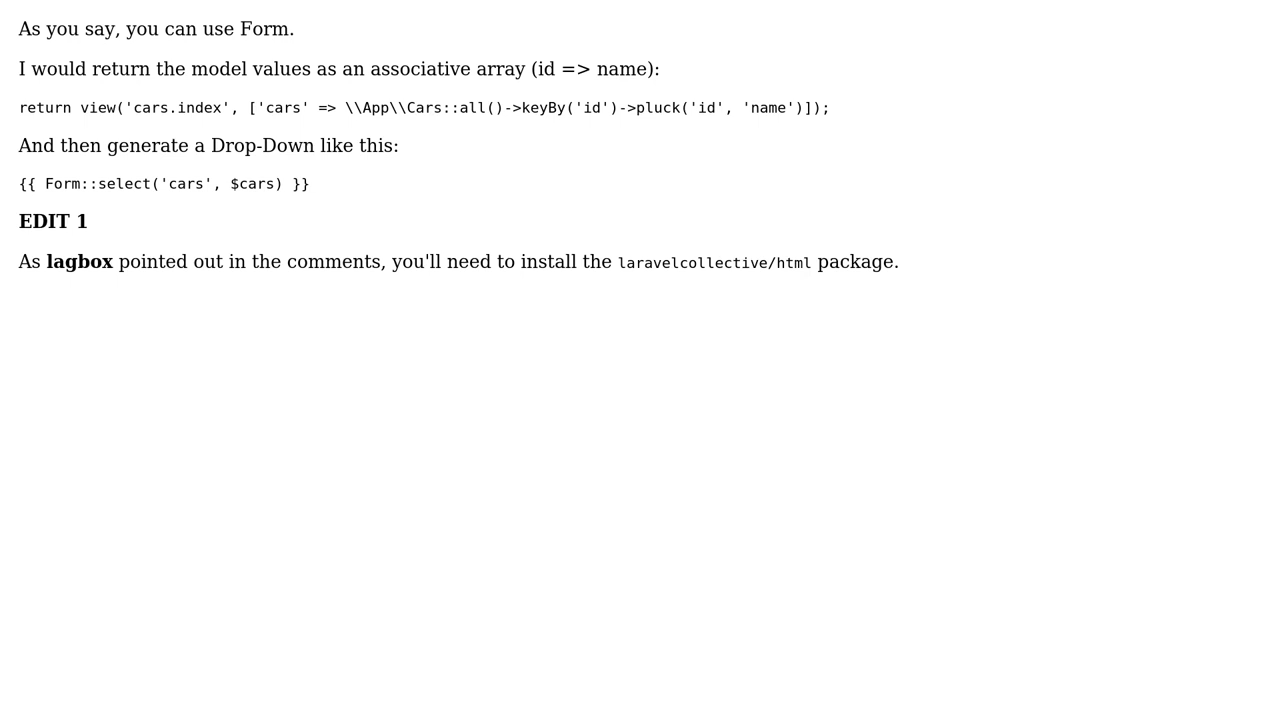 As you say, you can use Form.
I would return the model values as an associative array (id => name):
return view('cars.index', ['cars' => \\App\\Cars::all()->keyBy('id')->pluck('id', 'name')]);
And then generate a Drop-Down like this:
{{ Form::select('cars', $cars) }}
EDIT 1
As lagbox pointed out in the comments, you'll need to install the laravelcollective/html package.